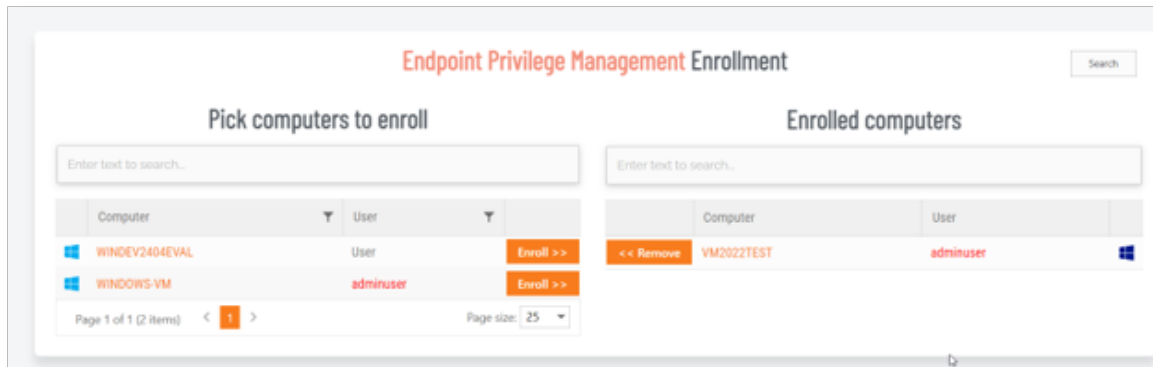 Endpoint Privilege Management Enrollment
Search
Pick computers to enroll
Enter text to search...
Computer User
WINDEV2404EVAL User Enroll >>
WINDOWS-VM adminuser Enroll >>
Page 1 of 1 (2 items) < 1 > Page size: 25
Enrolled computers
Enter text to search...
Computer User
<< Remove VM2022TEST adminuser